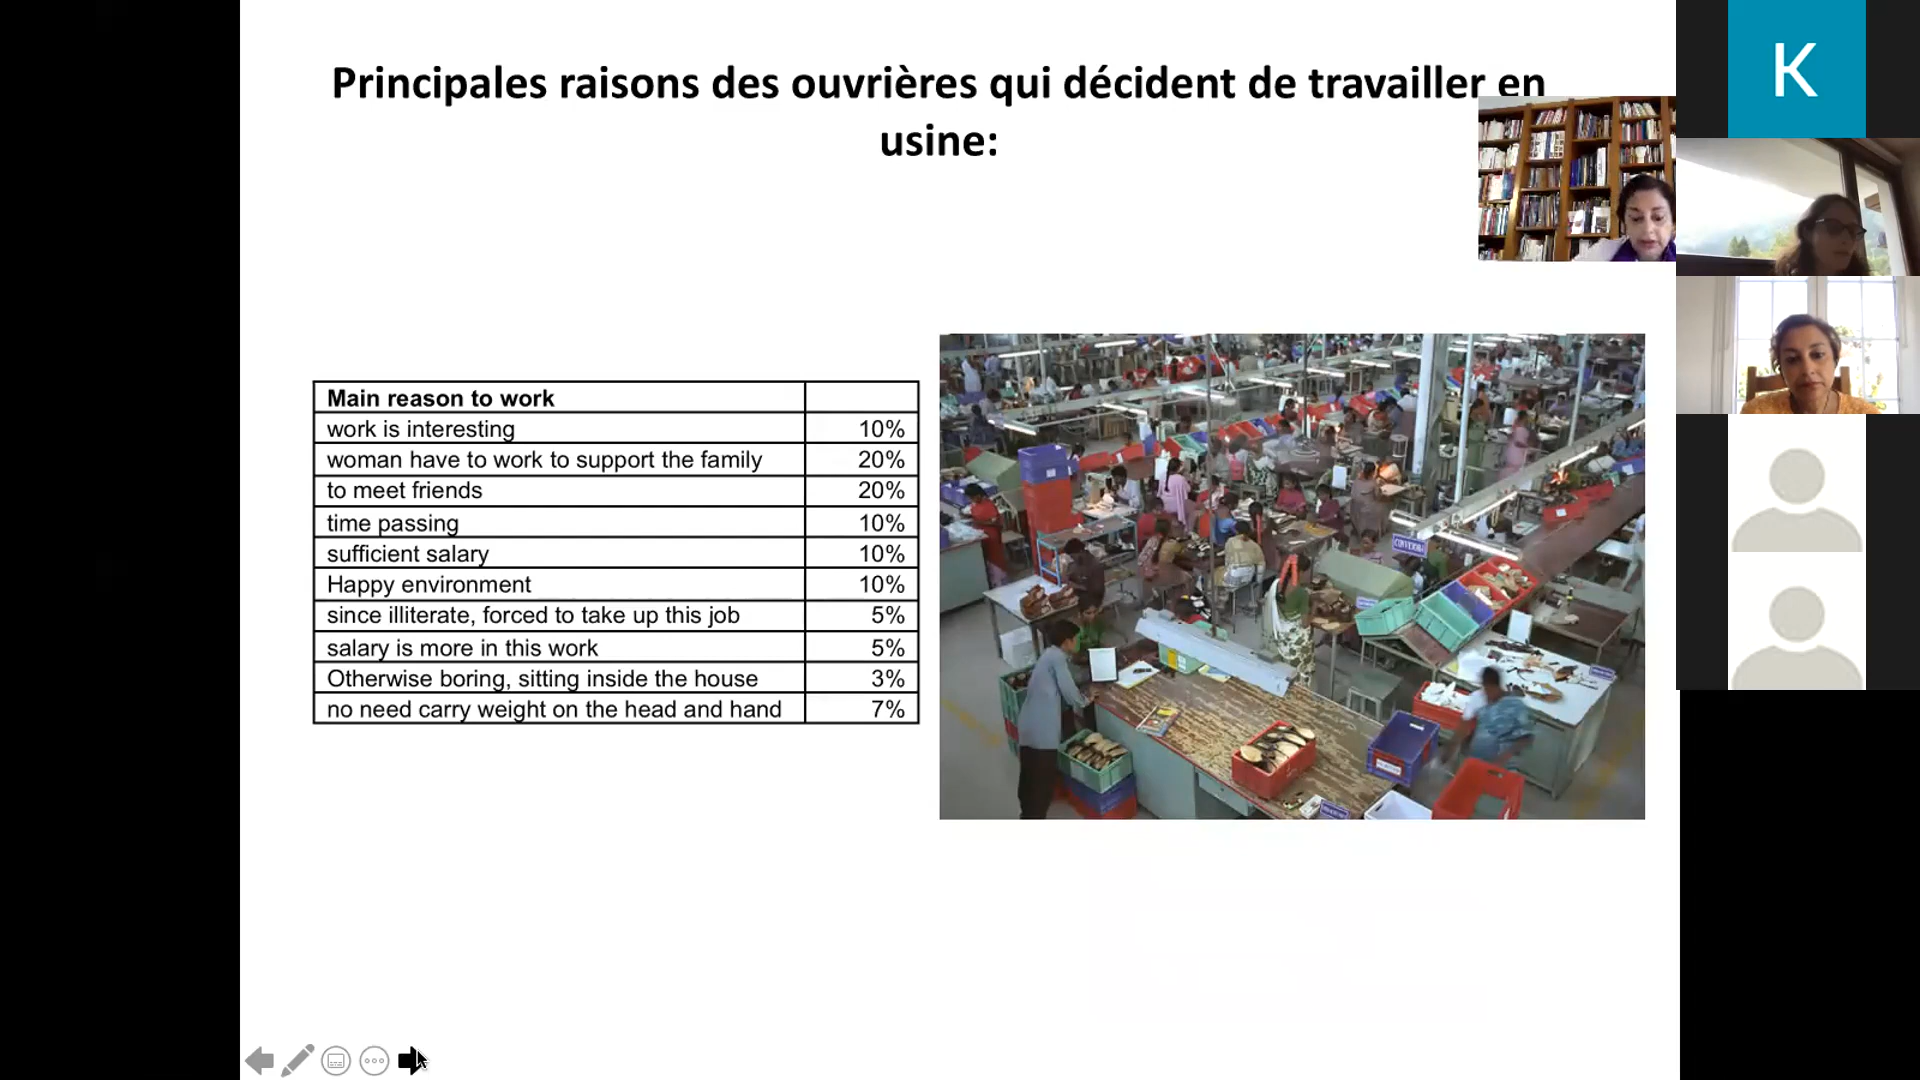 Principales raisons des ouvrières qui décident de travailler en
usine:
Main reason to work
work is interesting 10%
woman have to work to support the family 20%
to meet friends 20%
time passing 10%
sufficient salary 10%
Happy environment 10%
since illiterate, forced to take up this job 5%
salary is more in this work 5%
Otherwise boring, sitting inside the house 3%
no need carry weight on the head and hand 7%
CONVEYOR
K